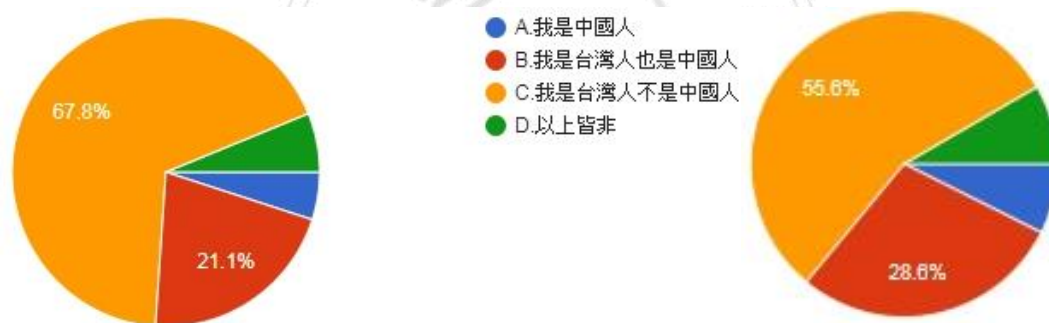 A.我是中國人
B.我是台灣人也是中國人
C.我是台灣人不是中國人
D.以上皆非
67.8%
21.1%
55.6%
28.6%